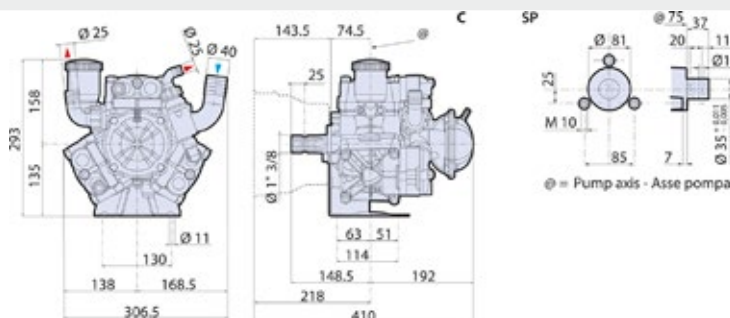 Ø 25
Ø 25
Ø 40
158
293
135
Ø 11
130
138
168.5
306.5
143.5
74.5
@
C
25
Ø 1" 3/8
63
51
114
148.5
192
218
410
SP
@ 75
37
20
11
Ø 81
25
M 10
85
7
Ø 35
@ = Pump axis - Asse pompa